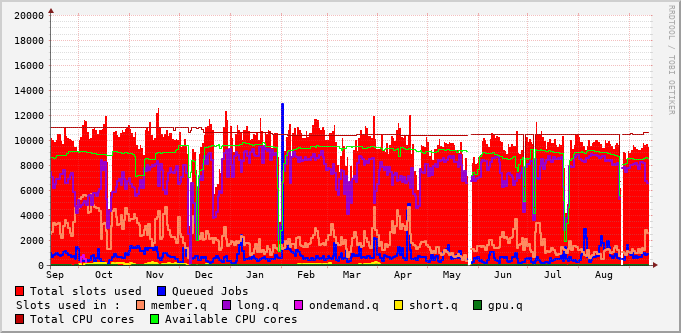 RRDTOOL / TOBI OETIKER
20000
18000
16000
14000
12000
10000
8000
6000
4000
2000
0
Sep Oct Nov Dec Jan Feb Mar Apr May Jun Jul Aug
Total slots used Queued Jobs
Slots used in : member.q long.q ondemand.q short.q gpu.q
Total CPU cores Available CPU cores